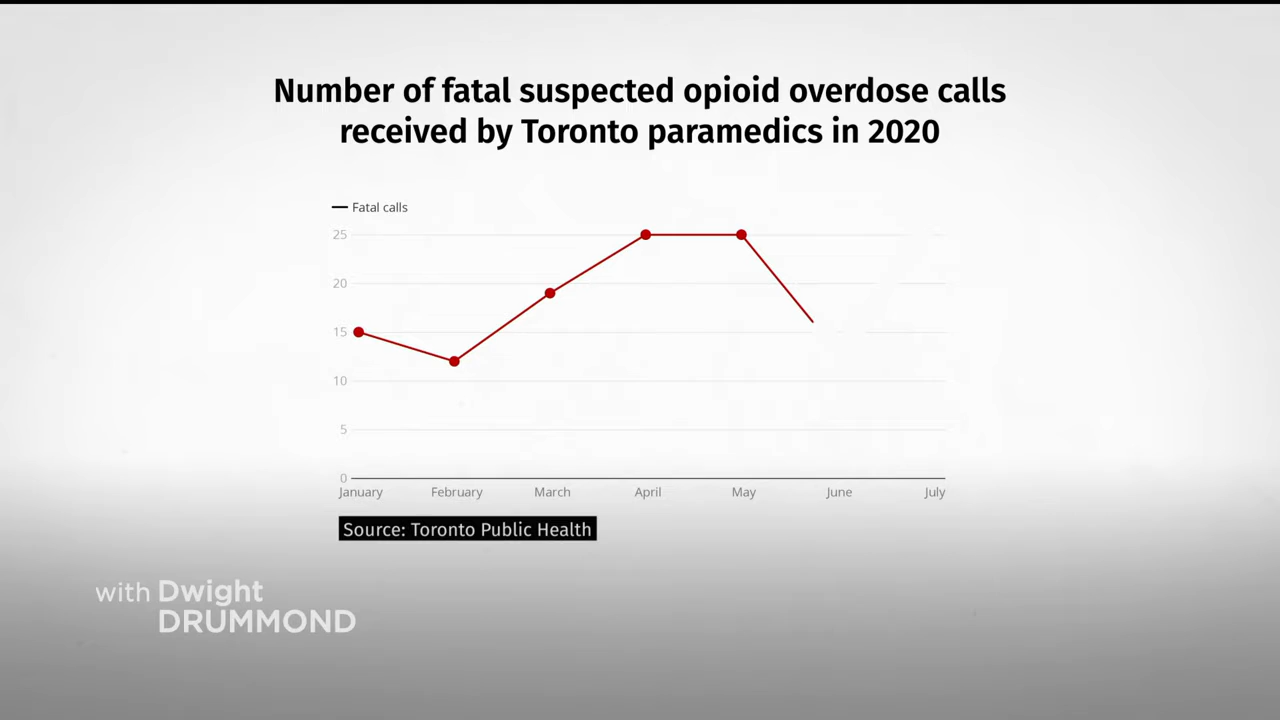 Number of fatal suspected opioid overdose calls
received by Toronto paramedics in 2020
Fatal calls
25
20
15
10
5
0
January February March April May June July
Source: Toronto Public Health
with Dwight
DRUMMOND